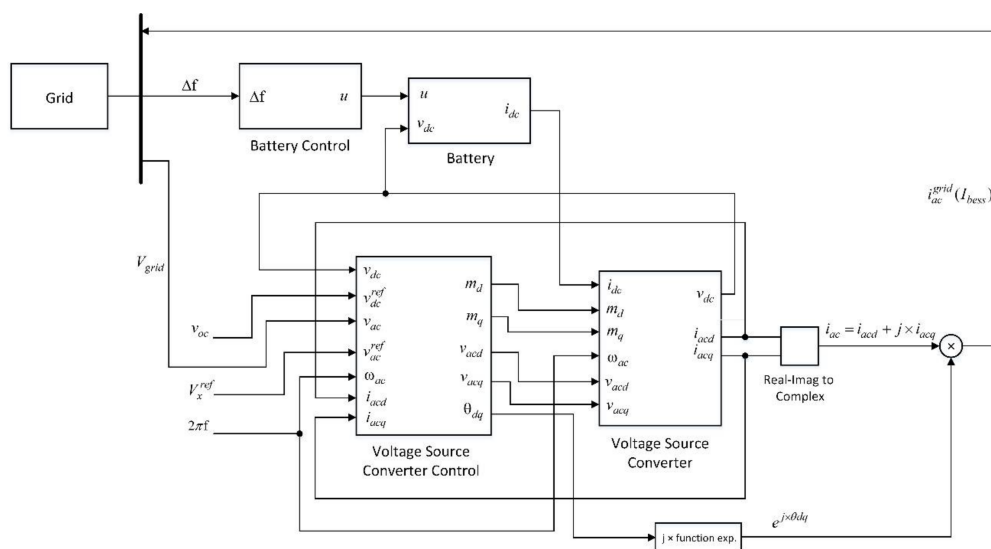 Grid
Δf
Δf
u
Battery Control
u
v_dc
i_dc
Battery
i_ac^grid (I_bess)
V_grid
v_oc
V_x^ref
2πf
v_dc
v_dc^ref
v_ac
v_ac^ref
ω_ac
i_acd
i_acq
m_d
m_q
v_acd
v_acq
θ_dq
Voltage Source
Converter Control
i_dc
m_d
m_q
ω_ac
v_acd
v_acq
v_dc
i_acd
i_acq
Voltage Source
Converter
i_ac = i_acd + j × i_acq
×
Real-Imag to
Complex
j × function exp.
e^j×θdq